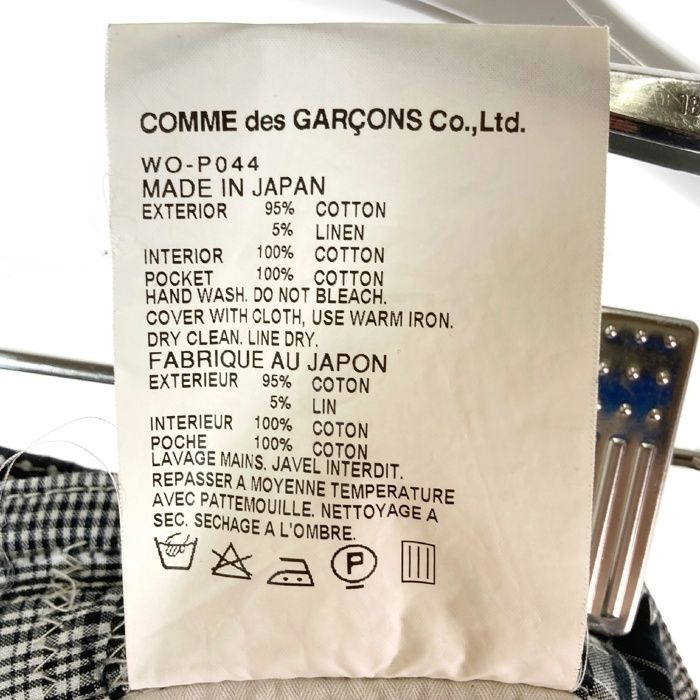 COMME des GARÇONS Co.,Ltd.
WO-P044
MADE IN JAPAN
EXTERIOR 95% COTTON
5% LINEN
INTERIOR 100% COTTON
POCKET 100% COTTON
HAND WASH. DO NOT BLEACH.
COVER WITH CLOTH, USE WARM IRON.
DRY CLEAN. LINE DRY.
FABRIQUE AU JAPON
EXTERIEUR 95% COTON
5% LIN
INTERIEUR 100% COTON
POCHE 100% COTON
LAVAGE MAINS. JAVEL INTERDIT.
REPASSER A MOYENNE TEMPERATURE
AVEC PATTEMOUILLE. NETTOYAGE A
SEC. SECHAGE A L'OMBRE.
P